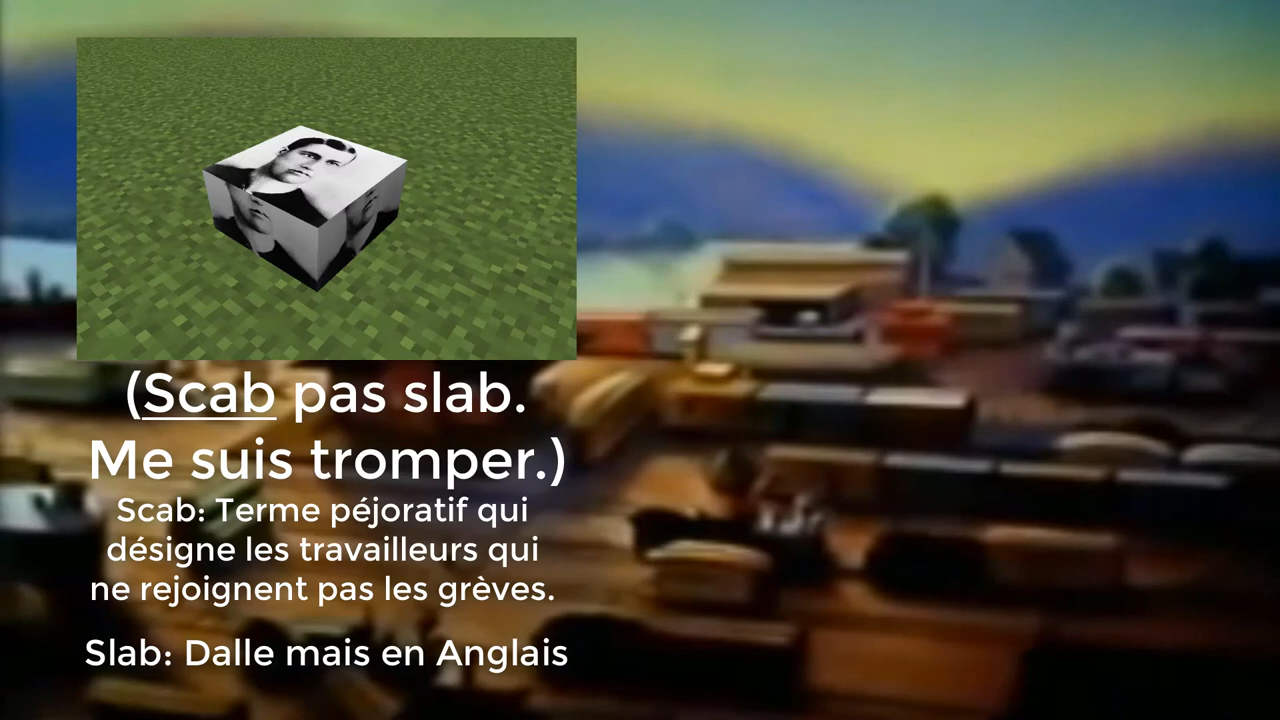 (Scab pas slab.
Me suis tromper.)
Scab: Terme péjoratif qui
désigne les travailleurs qui
ne rejoignent pas les grèves.
Slab: Dalle mais en Anglais